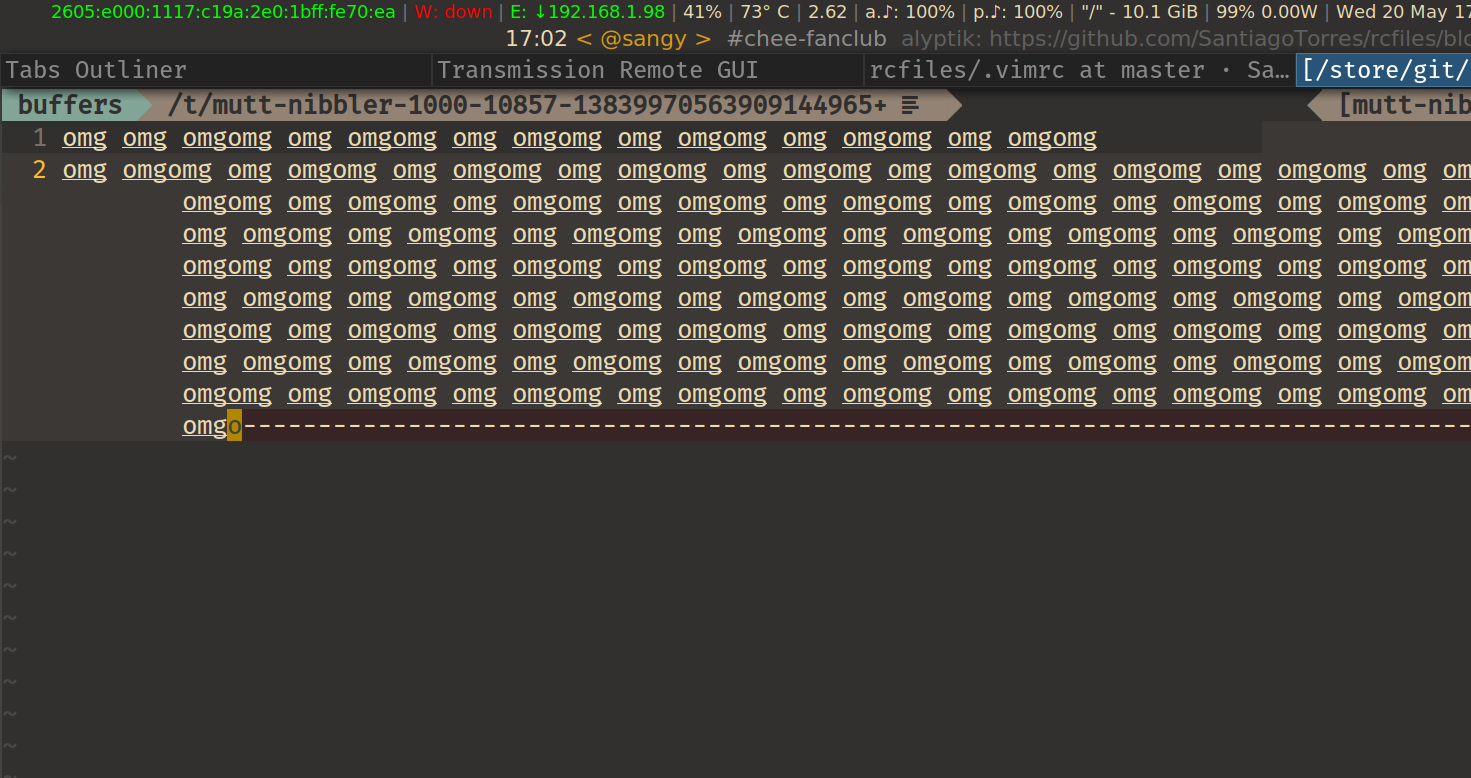 2605:e000:1117:c19a:2e0:1bff:fe70:ea | W: down | E: ↓192.168.1.98 | 41% | 73° C | 2.62 | a.♪: 100% | p.♪: 100% | "/" - 10.1 GiB | 99% 0.00W | Wed 20 May 17
17:02 < @sangy > #chee-fanclub alyptik: https://github.com/SantiagoTorres/rcfiles/blo
Tabs Outliner Transmission Remote GUI rcfiles/.vimrc at master · Sa… [/store/git/
buffers /t/mutt-nibbler-1000-10857-13839970563909144965+ ☰ [mutt-nib
1 omg omg omgomg omg omgomg omg omgomg omg omgomg omg omgomg omg omgomg
2 omg omgomg omg omgomg omg omgomg omg omgomg omg omgomg omg omgomg omg omgomg omg omgomg omg om
omgomg omg omgomg omg omgomg omg omgomg omg omgomg omg omgomg omg omgomg omg omgomg om
omg omgomg omg omgomg omg omgomg omg omgomg omg omgomg omg omgomg omg omgomg omg omgom
omgomg omg omgomg omg omgomg omg omgomg omg omgomg omg omgomg omg omgomg omg omgomg om
omg omgomg omg omgomg omg omgomg omg omgomg omg omgomg omg omgomg omg omgomg omg omgom
omgomg omg omgomg omg omgomg omg omgomg omg omgomg omg omgomg omg omgomg omg omgomg om
omg omgomg omg omgomg omg omgomg omg omgomg omg omgomg omg omgomg omg omgomg omg omgom
omgomg omg omgomg omg omgomg omg omgomg omg omgomg omg omgomg omg omgomg omg omgomg om
omgo----------------------------------------------------------------------------------
~
~
~
~
~
~
~
~
~
~
~